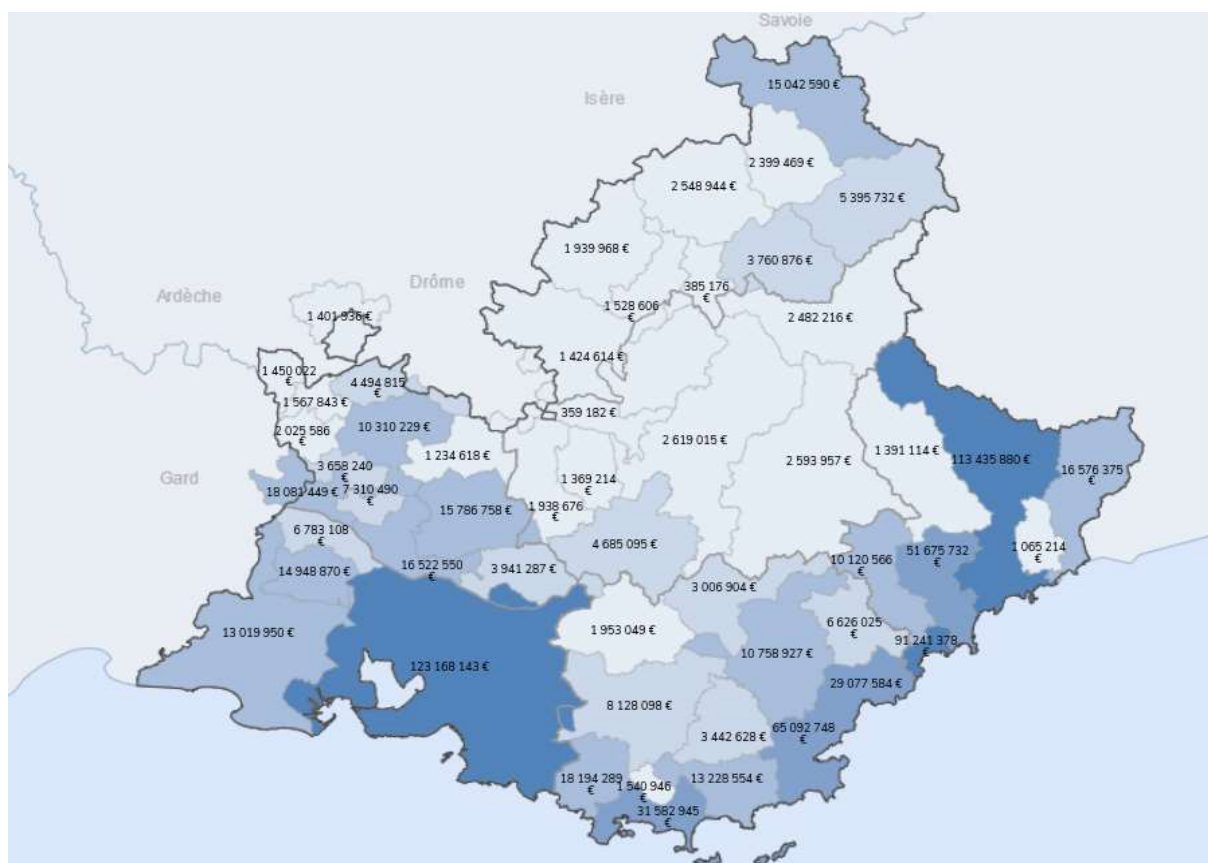 Savoie
15 042 590 €
Isère
2 399 469 €
2 548 944 €
5 395 732 €
1 939 968 €
3 760 876 €
Drôme
385 176
€
Ardèche
1 528 606
€
1 401 936 €
2 482 216 €
1 424 614 €
1 450 022
€
4 494 815
€
1 567 843 €
359 182 €
2 025 586
€
10 310 229 €
2 619 015 €
1 234 618 €
1 391 114 €
113 435 880 €
2 593 957 €
16 576 375
€
3 658 240
€
Gard
1 369 214
€
18 081 449 €
7 310 490
€
15 786 758 €
1 938 676
€
6 783 108
€
4 685 095 €
1 065 214
€
51 675 732
€
10 120 566
€
16 522 550
€
3 941 287 €
14 948 870 €
3 006 904 €
6 626 025
€
13 019 950 €
1 953 049 €
91 241 378
€
10 758 927 €
123 168 143 €
29 077 584 €
8 128 098 €
65 092 748
€
3 442 628 €
18 194 289
€
1 540 946
€
13 228 554 €
31 582 945
€